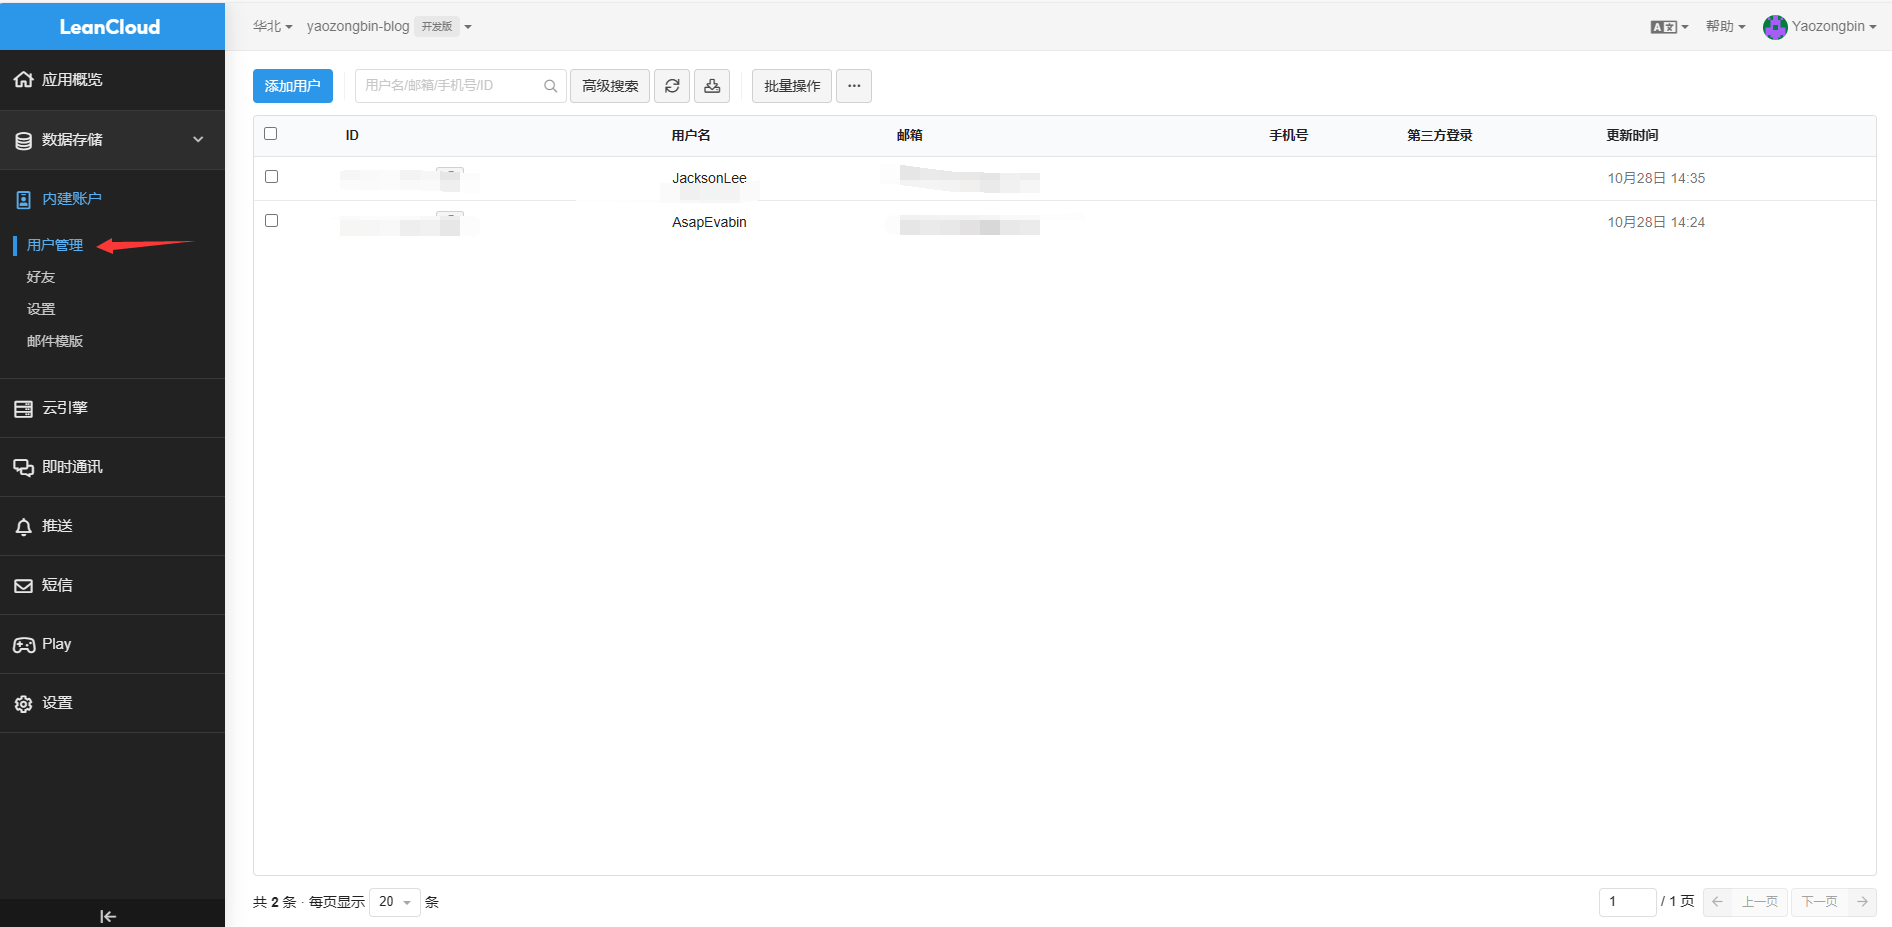 LeanCloud
华北 yaozongbin-blog 开发版
帮助 Yaozongbin
应用概览
数据存储
内建账户
用户管理
好友
设置
邮件模版
云引擎
即时通讯
推送
短信
Play
设置
添加用户 用户名/邮箱/手机号/ID 高级搜索 批量操作 ···
ID 用户名 邮箱 手机号 第三方登录 更新时间
JacksonLee 10月28日 14:35
AsapEvabin 10月28日 14:24
共 2 条 · 每页显示 20 条
1 / 1 页 上一页 下一页